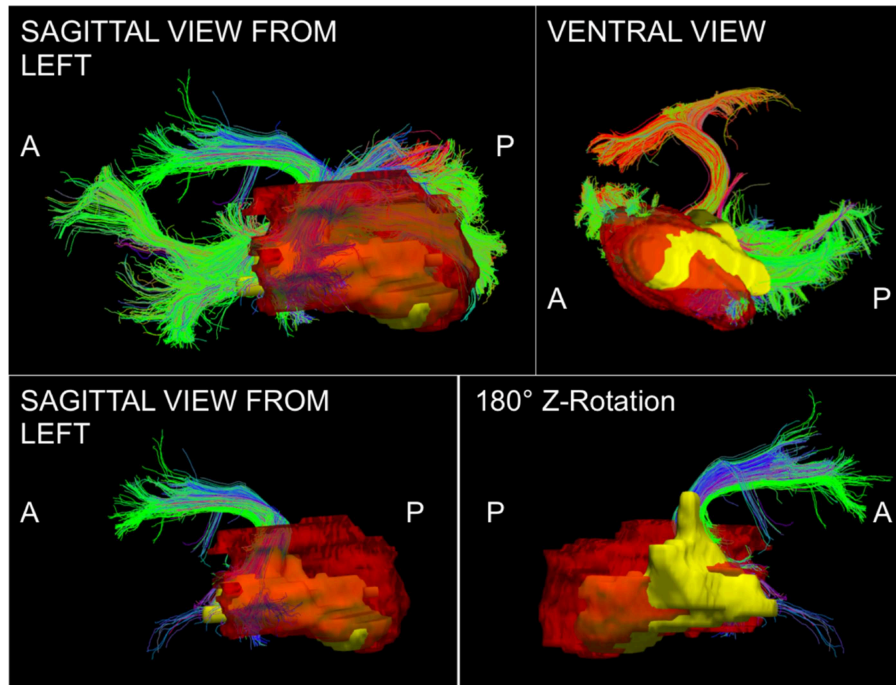 SAGITTAL VIEW FROM
LEFT
A
P
VENTRAL VIEW
A
P
SAGITTAL VIEW FROM
LEFT
A
P
180° Z-Rotation
P
A